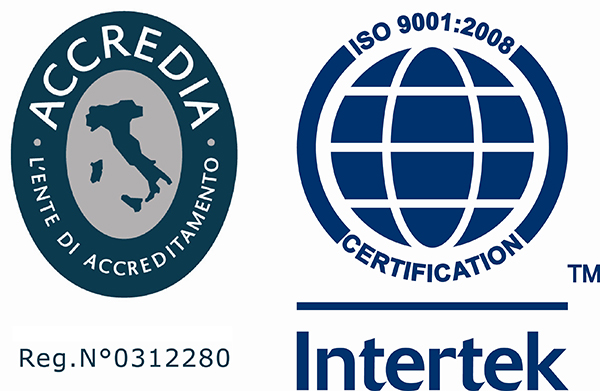 ACCREDIA
L'ENTE DI ACCREDITAMENTO
Reg.N°0312280
ISO 9001:2008
CERTIFICATION
TM
Intertek